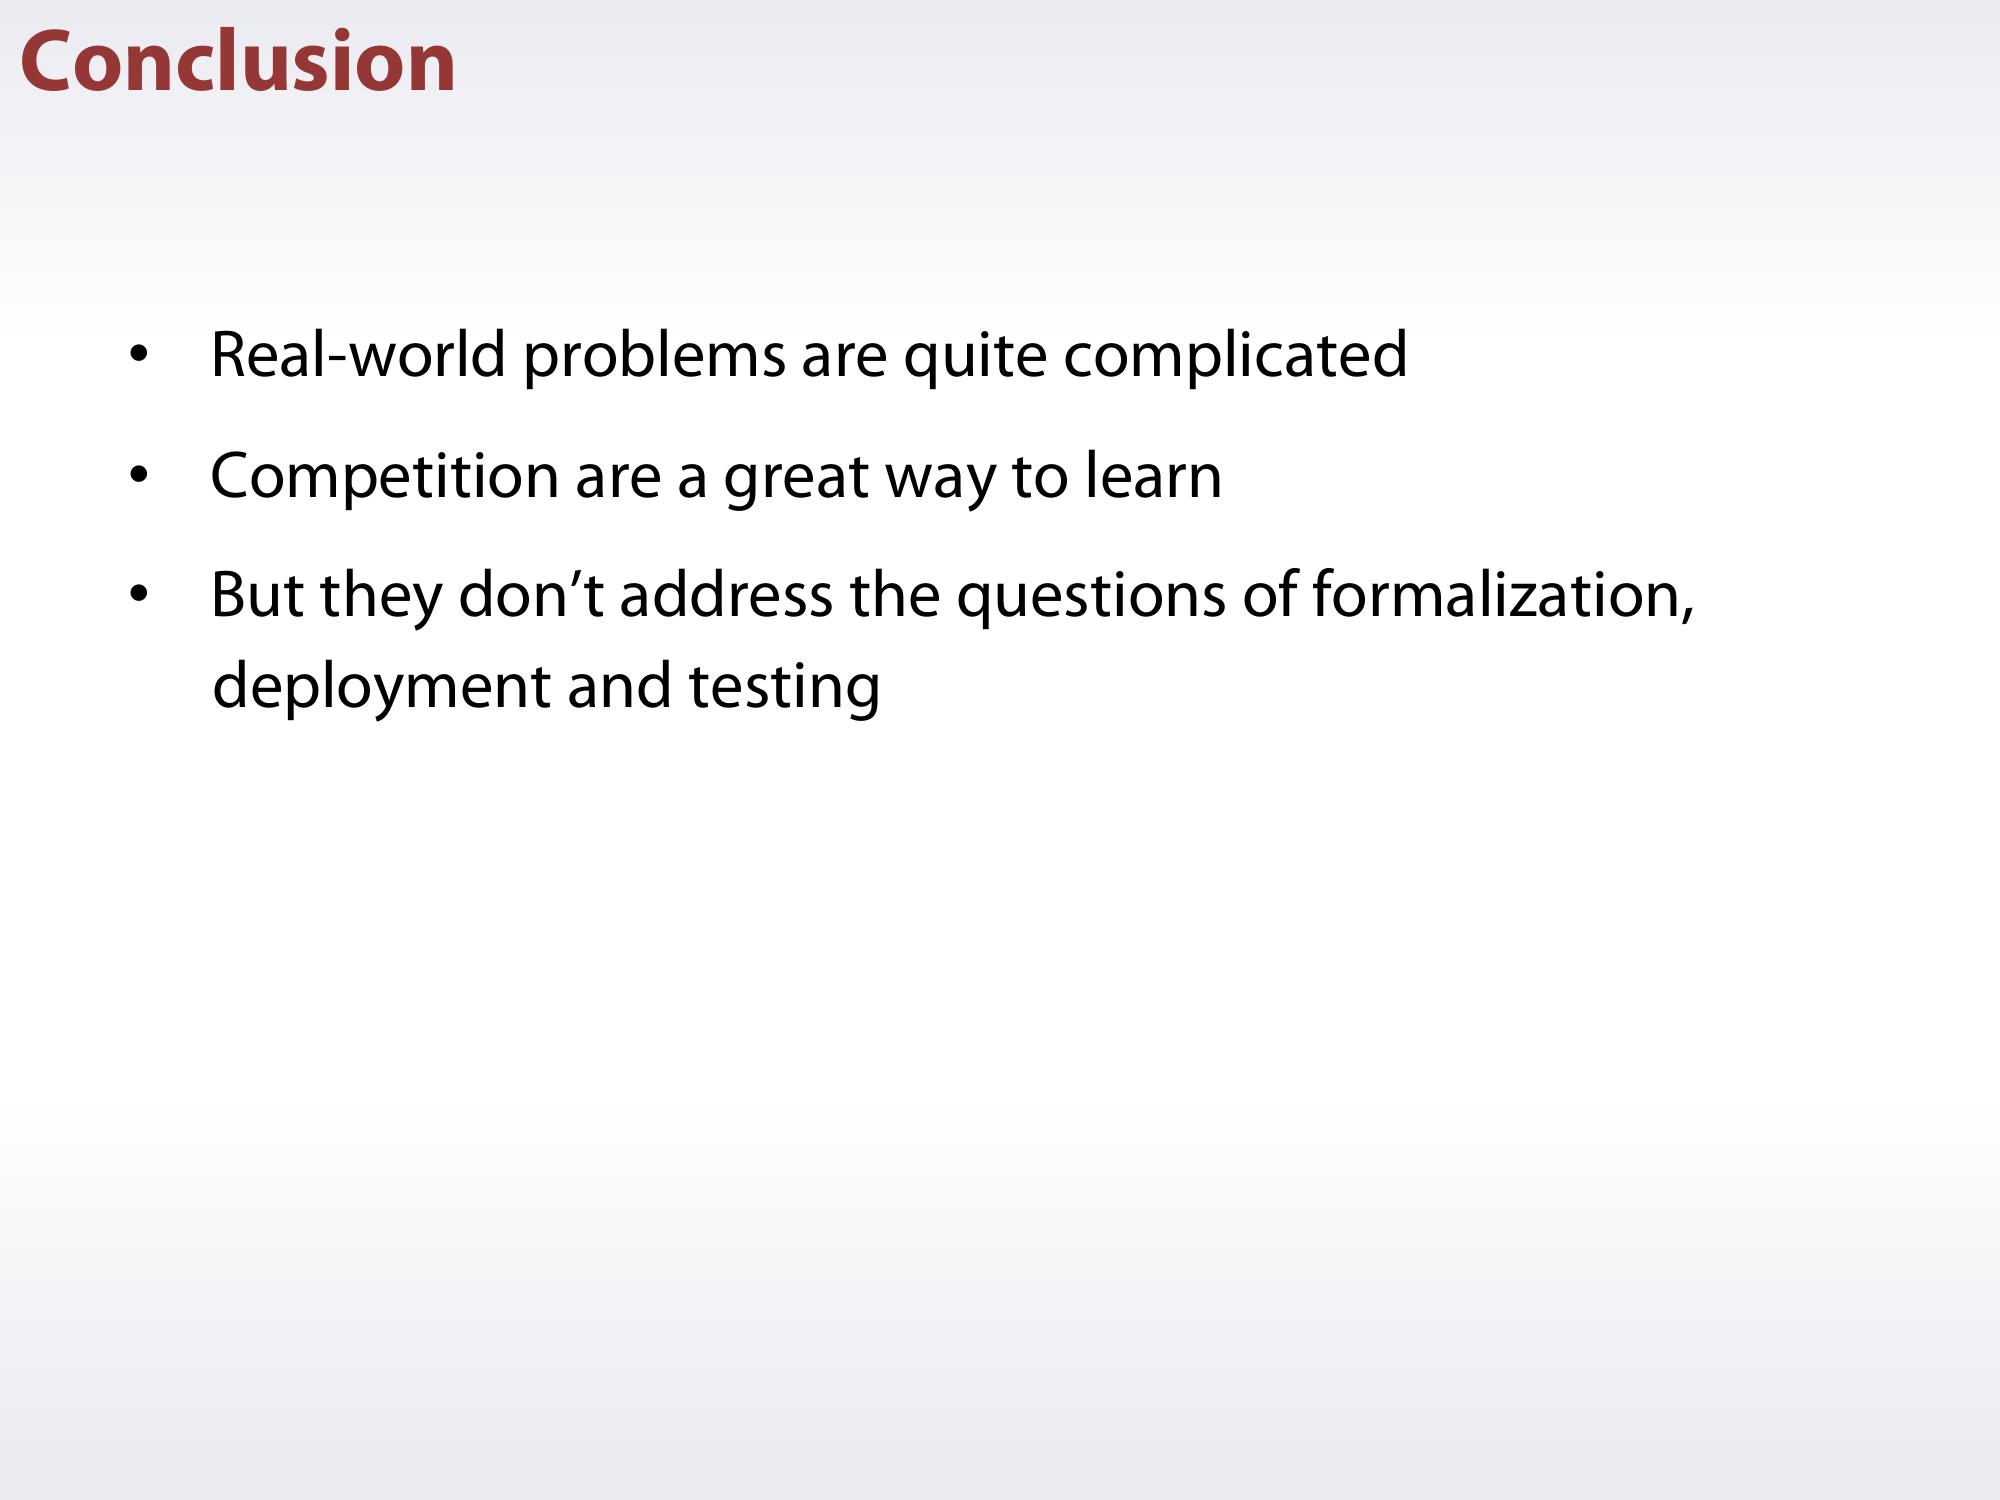 Conclusion
• Real-world problems are quite complicated
• Competition are a great way to learn
• But they don’t address the questions of formalization,
deployment and testing